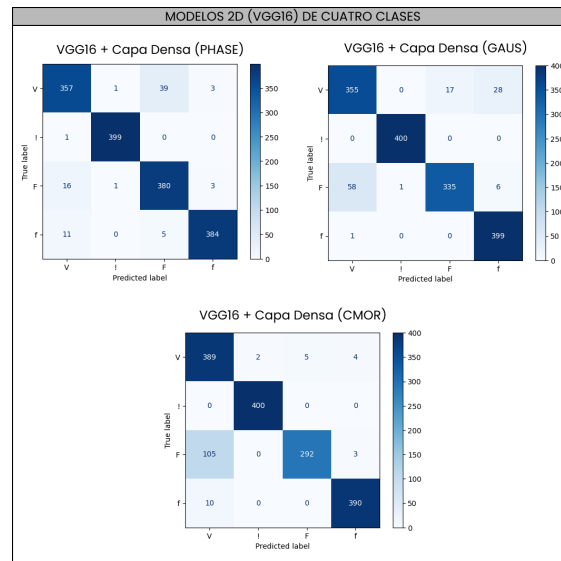 MODELOS 2D (VGG16) DE CUATRO CLASES
VGG16 + Capa Densa (PHASE)
V 357 1 39 3
! 1 399 0 0
F 16 1 380 3
f 11 0 5 384
V ! F f
True label
Predicted label
350
300
250
200
150
100
50
0
VGG16 + Capa Densa (GAUS)
V 355 0 17 28
! 0 400 0 0
F 58 1 335 6
f 1 0 0 399
V ! F f
True label
Predicted label
400
350
300
250
200
150
100
50
0
VGG16 + Capa Densa (CMOR)
V 389 2 5 4
! 0 400 0 0
F 105 0 292 3
f 10 0 0 390
V ! F f
True label
Predicted label
400
350
300
250
200
150
100
50
0